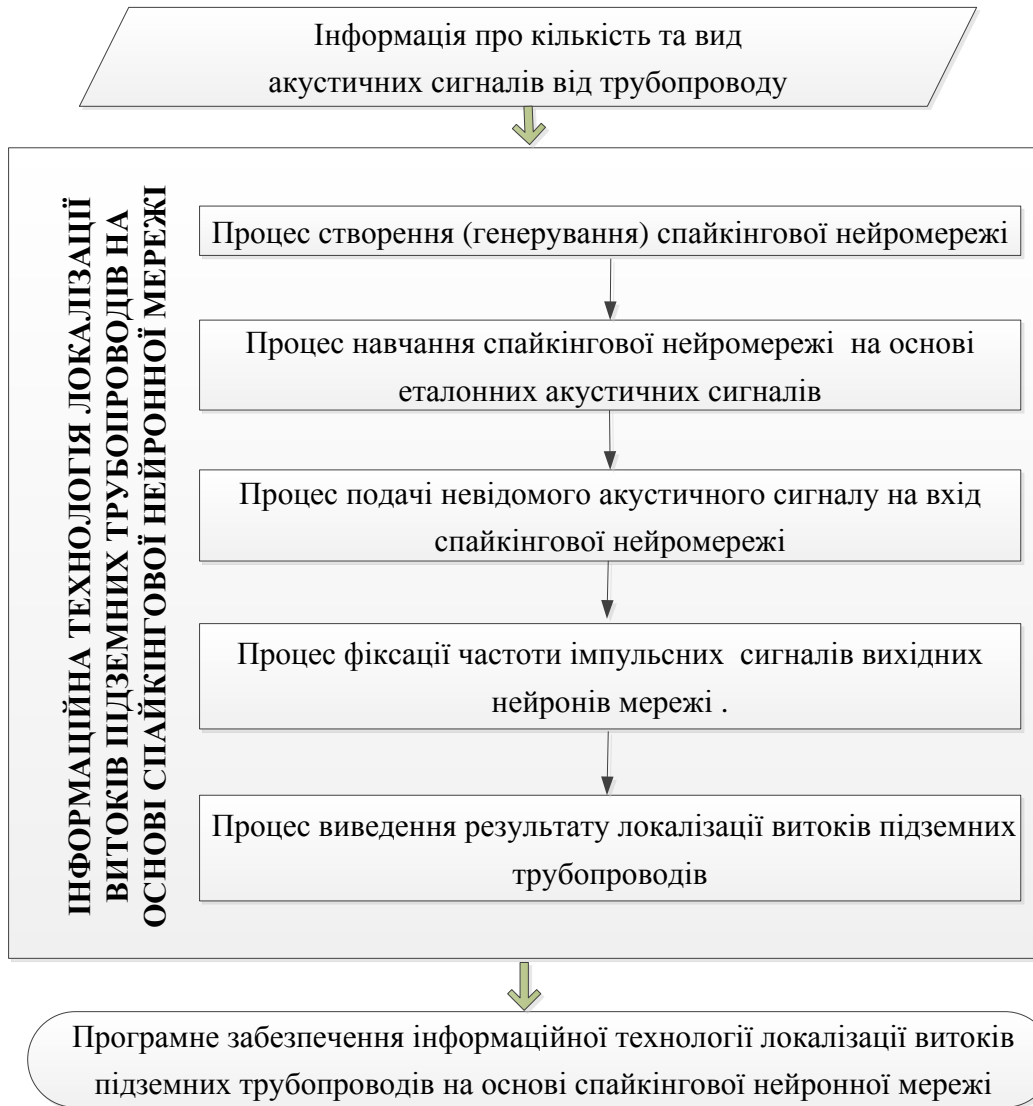 Інформація про кількість та вид
акустичних сигналів від трубопроводу
ІНФОРМАЦІЙНА ТЕХНОЛОГІЯ ЛОКАЛІЗАЦІЇ
ВИТОКІВ ПІДЗЕМНИХ ТРУБОПРОВОДІВ НА
ОСНОВІ СПАЙКІНГОВОЇ НЕЙРОННОЇ МЕРЕЖІ
Процес створення (генерування) спайкінгової нейромережі
Процес навчання спайкінгової нейромережі на основі
еталонних акустичних сигналів
Процес подачі невідомого акустичного сигналу на вхід
спайкінгової нейромережі
Процес фіксації частоти імпульсних сигналів вихідних
нейронів мережі .
Процес виведення результату локалізації витоків підземних
трубопроводів
Програмне забезпечення інформаційної технології локалізації витоків
підземних трубопроводів на основі спайкінгової нейронної мережі